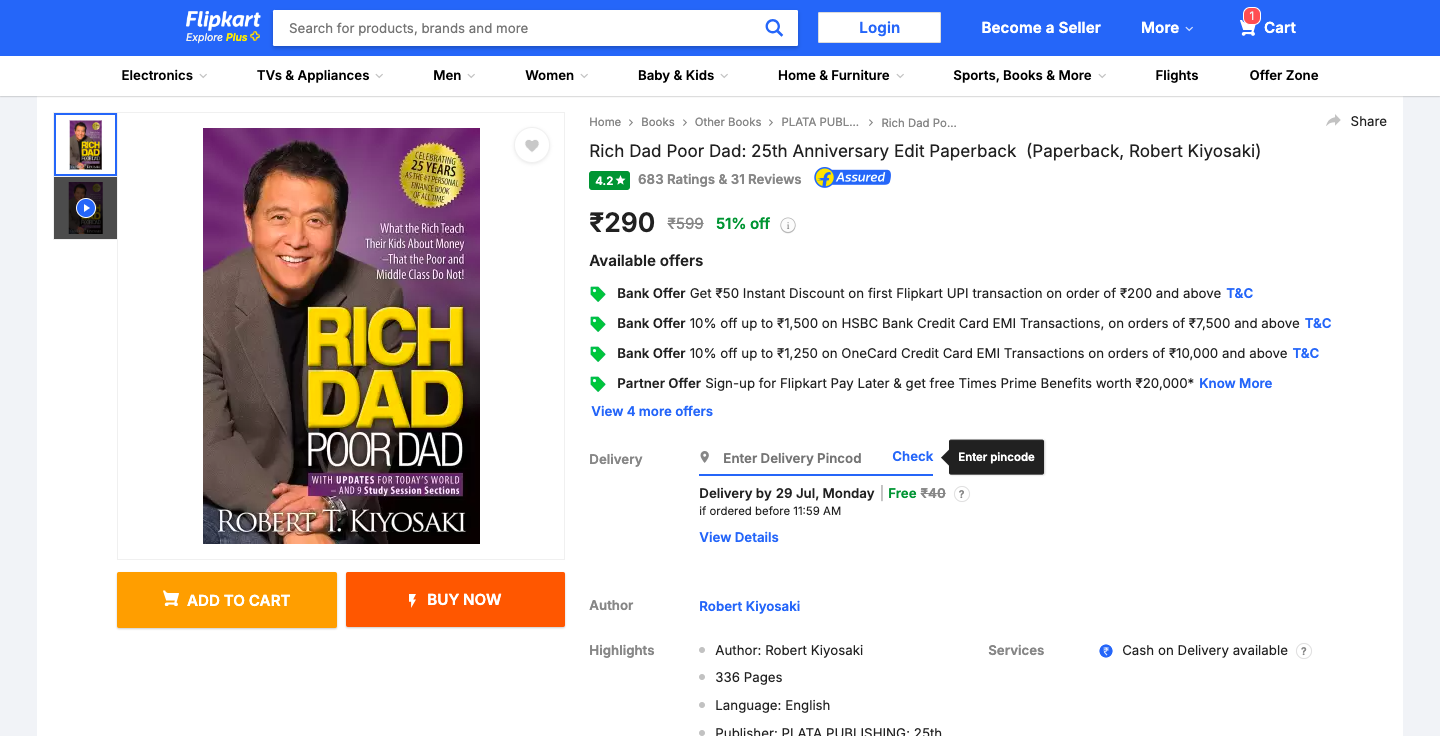 Flipkart
Explore Plus
Search for products, brands and more
Login
Become a Seller
More
1
Cart
Electronics
TVs & Appliances
Men
Women
Baby & Kids
Home & Furniture
Sports, Books & More
Flights
Offer Zone
RICH
DAD
POOR DAD
CELEBRATING
25 YEARS
AS THE #1 PERSONAL
FINANCE BOOK
OF ALL TIME
What the Rich Teach
Their Kids About Money
–That the Poor and
Middle Class Do Not!
RICH
DAD
POOR DAD
WITH UPDATES FOR TODAY'S WORLD
– AND 9 Study Session Sections
ROBERT T. KIYOSAKI
ADD TO CART
BUY NOW
Home > Books > Other Books > PLATA PUBL... > Rich Dad Po...
Share
Rich Dad Poor Dad: 25th Anniversary Edit Paperback (Paperback, Robert Kiyosaki)
4.2 ★ 683 Ratings & 31 Reviews Assured
₹290 ₹599 51% off
Available offers
Bank Offer Get ₹50 Instant Discount on first Flipkart UPI transaction on order of ₹200 and above T&C
Bank Offer 10% off up to ₹1,500 on HSBC Bank Credit Card EMI Transactions, on orders of ₹7,500 and above T&C
Bank Offer 10% off up to ₹1,250 on OneCard Credit Card EMI Transactions on orders of ₹10,000 and above T&C
Partner Offer Sign-up for Flipkart Pay Later & get free Times Prime Benefits worth ₹20,000* Know More
View 4 more offers
Delivery
Enter Delivery Pincod
Check
Enter pincode
Delivery by 29 Jul, Monday | Free ₹40 ?
if ordered before 11:59 AM
View Details
Author
Robert Kiyosaki
Highlights
Author: Robert Kiyosaki
336 Pages
Language: English
Publisher: PLATA PUBLISHING; 25th
Services
₹ Cash on Delivery available ?